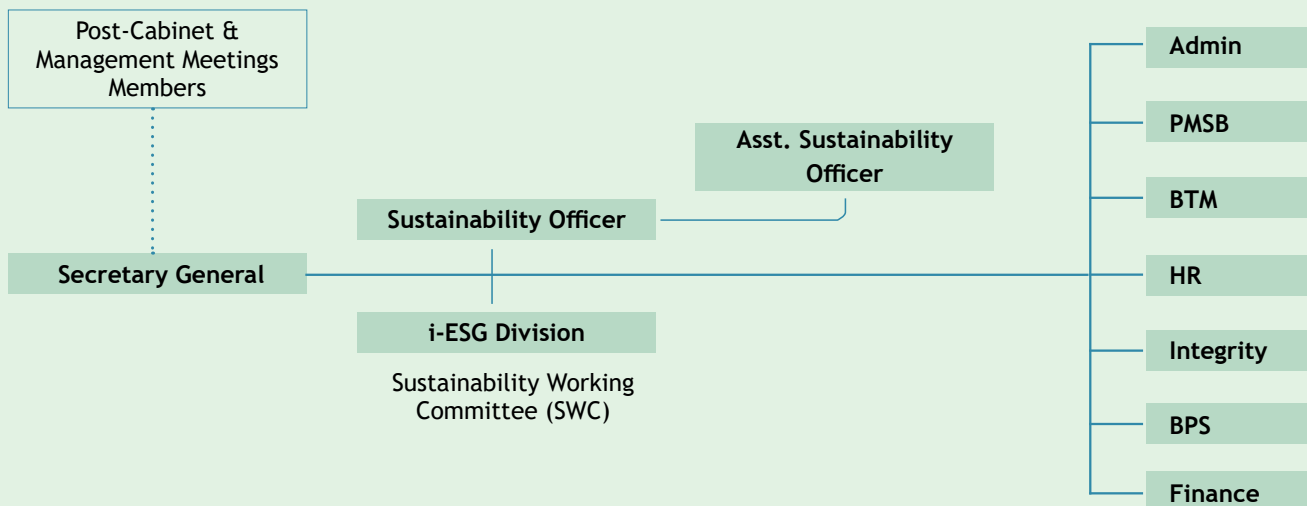 Post-Cabinet &
Management Meetings
Members
Secretary General
Sustainability Officer
Asst. Sustainability
Officer
i-ESG Division
Sustainability Working
Committee (SWC)
Admin
PMSB
BTM
HR
Integrity
BPS
Finance